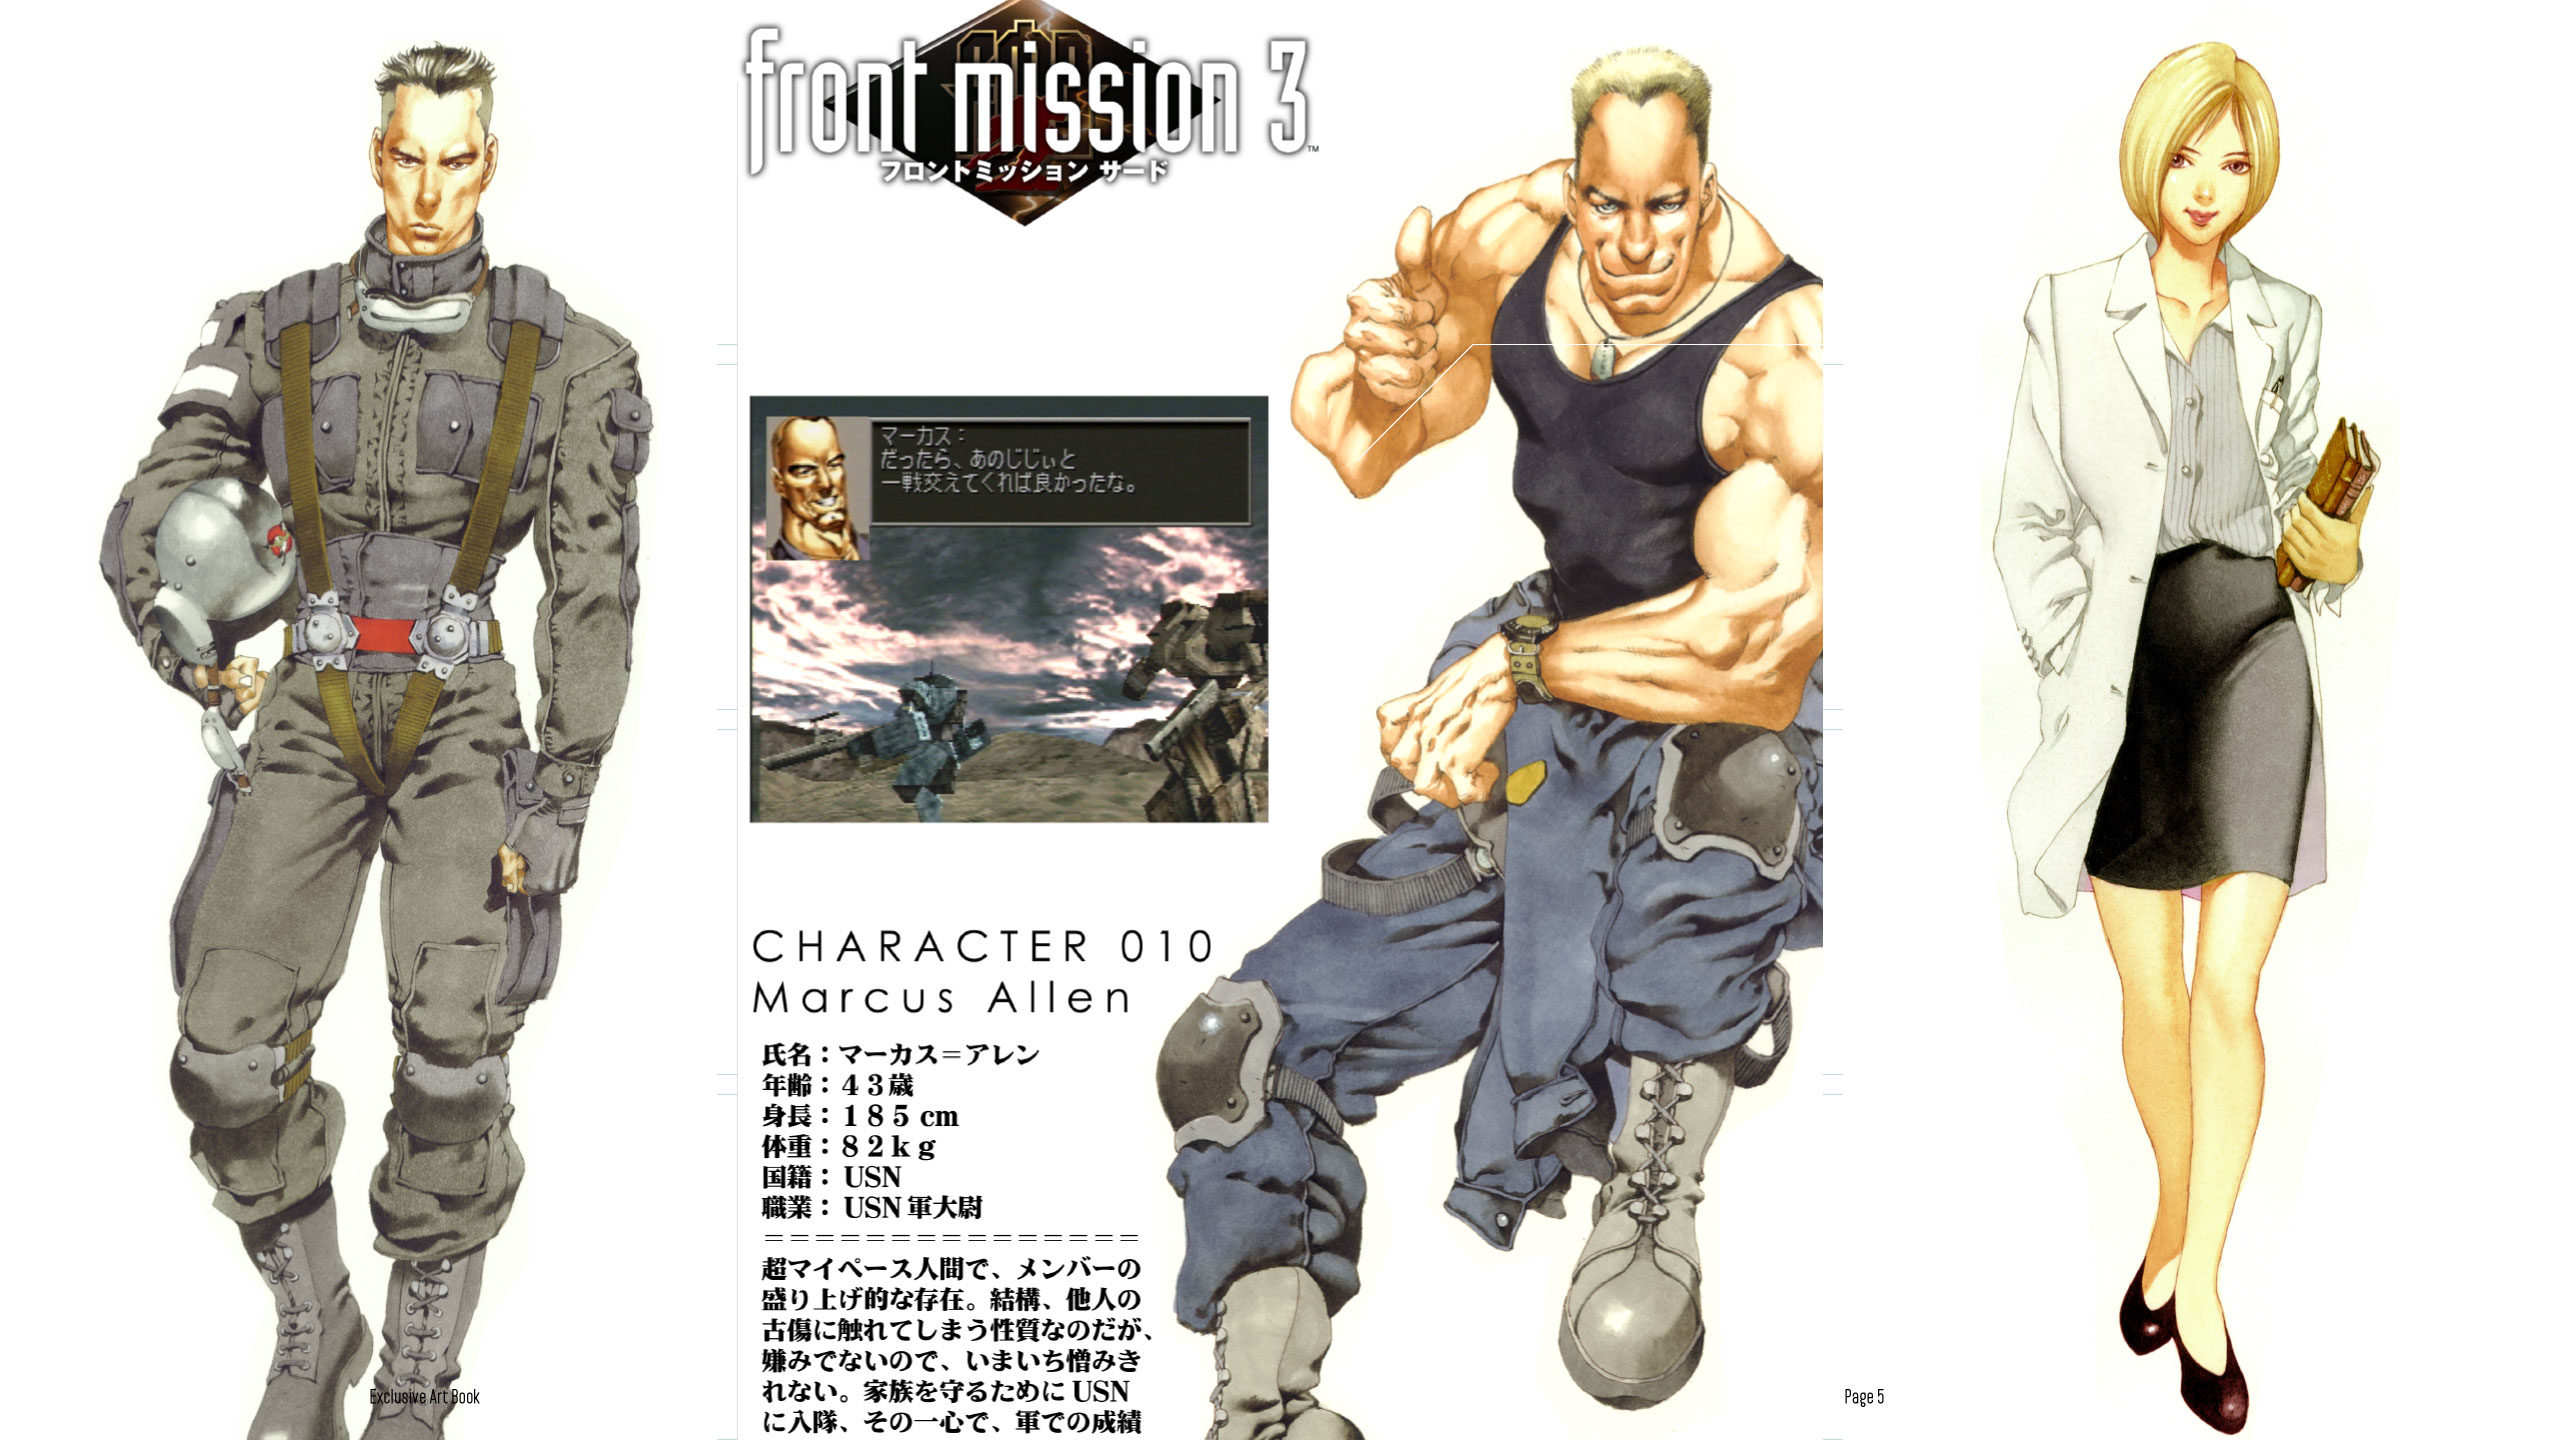 front mission 3
TM
フロントミッション サード
マーカス：
だったら、あのじじぃと
一戦交えてくれば良かったな。
CHARACTER 010
Marcus Allen
氏名：マーカス＝アレン
年齢：４３歳
身長：１８５ cm
体重：８２ｋｇ
国籍： USN
職業： USN 軍大尉
＝＝＝＝＝＝＝＝＝＝＝＝＝＝＝
超マイペース人間で、メンバーの
盛り上げ的な存在。結構、他人の
古傷に触れてしまう性質なのだが、
嫌みでないので、いまいち憎みき
れない。家族を守るために USN
に入隊、その一心で、軍での成績
Exclusive Art Book
Page 5